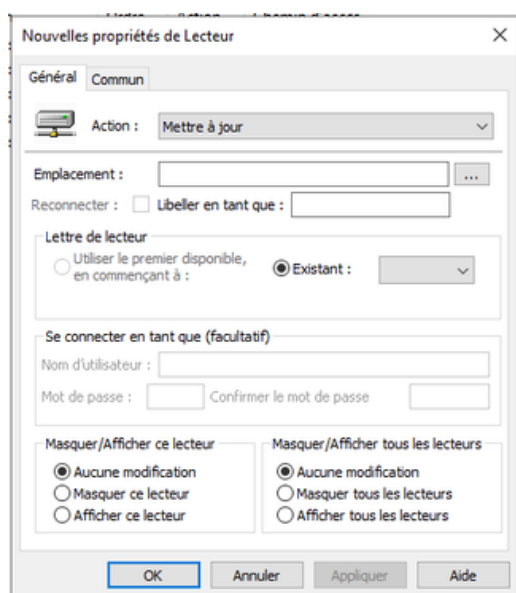 Nouvelles propriétés de Lecteur
Général Commun
Action : Mettre à jour
Emplacement : ...
Reconnecter : Libeller en tant que :
Lettre de lecteur
Utiliser le premier disponible,
en commençant à :
Existant :
Se connecter en tant que (facultatif)
Nom d'utilisateur :
Mot de passe : Confirmer le mot de passe
Masquer/Afficher ce lecteur
Aucune modification
Masquer ce lecteur
Afficher ce lecteur
Masquer/Afficher tous les lecteurs
Aucune modification
Masquer tous les lecteurs
Afficher tous les lecteurs
OK Annuler Appliquer Aide